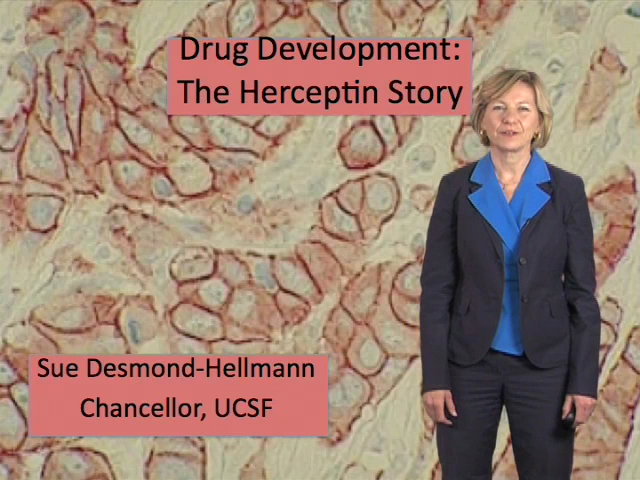 Drug Development:
The Herceptin Story
Sue Desmond-Hellmann
Chancellor, UCSF